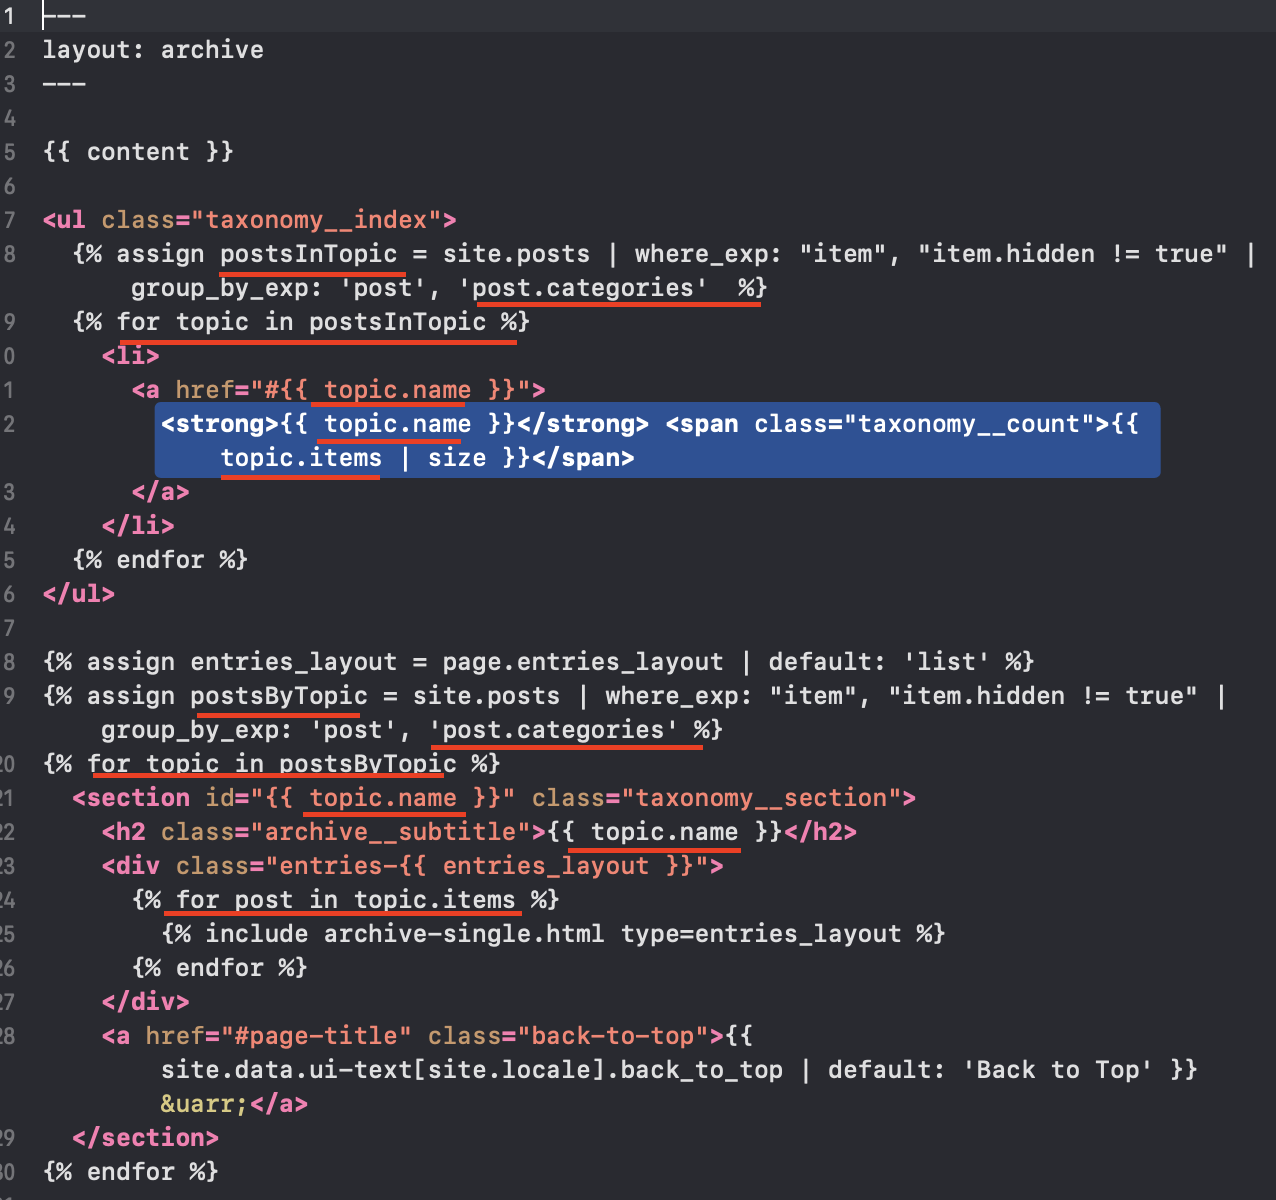 1 ---
2 layout: archive
3 ---
4
5 {{ content }}
6
7 <ul class="taxonomy__index">
8 {% assign postsInTopic = site.posts | where_exp: "item", "item.hidden != true" |
group_by_exp: 'post', 'post.categories'  %}
9 {% for topic in postsInTopic %}
0 <li>
1 <a href="#{{ topic.name }}">
2 <strong>{{ topic.name }}</strong> <span class="taxonomy__count">{{
topic.items | size }}</span>
3 </a>
4 </li>
5 {% endfor %}
6 </ul>
7
8 {% assign entries_layout = page.entries_layout | default: 'list' %}
9 {% assign postsByTopic = site.posts | where_exp: "item", "item.hidden != true" |
group_by_exp: 'post', 'post.categories' %}
20 {% for topic in postsByTopic %}
21 <section id="{{ topic.name }}" class="taxonomy__section">
22 <h2 class="archive__subtitle">{{ topic.name }}</h2>
23 <div class="entries-{{ entries_layout }}">
24 {% for post in topic.items %}
25 {% include archive-single.html type=entries_layout %}
26 {% endfor %}
27 </div>
28 <a href="#page-title" class="back-to-top">{{
site.data.ui-text[site.locale].back_to_top | default: 'Back to Top' }}
&uarr;</a>
29 </section>
30 {% endfor %}